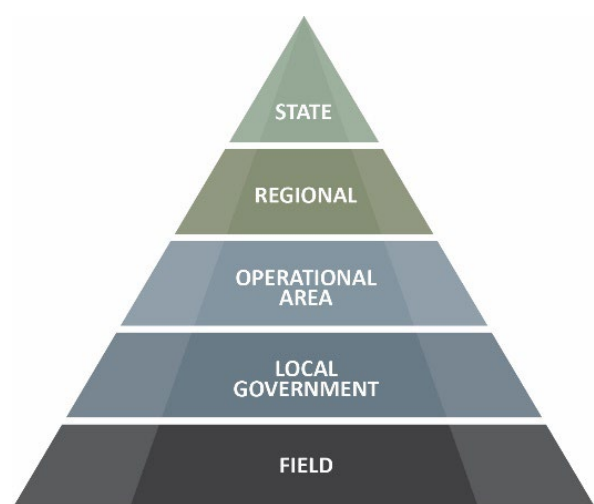 STATE
REGIONAL
OPERATIONAL
AREA
LOCAL
GOVERNMENT
FIELD